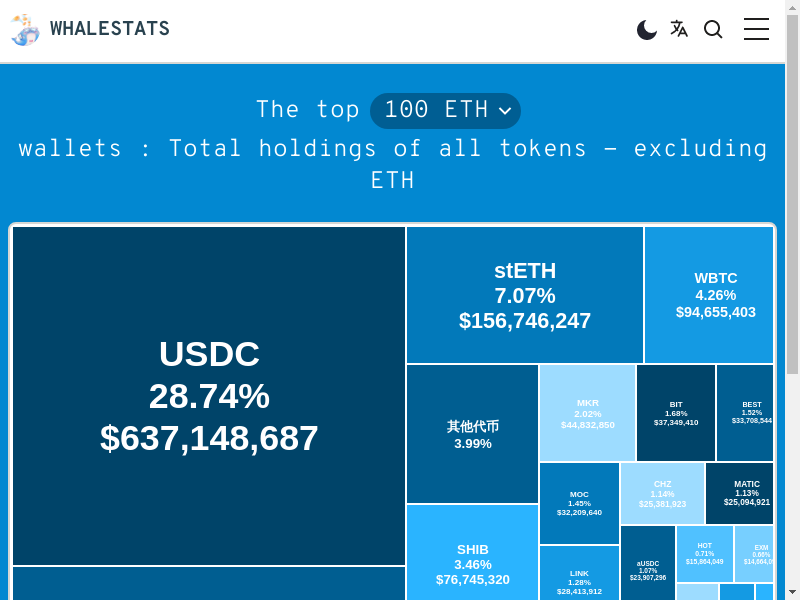 WHALESTATS
The top 100 ETH
wallets : Total holdings of all tokens – excluding
ETH
USDC
28.74%
$637,148,687
stETH
7.07%
$156,746,247
WBTC
4.26%
$94,655,403
其他代币
3.99%
MKR
2.02%
$44,832,850
BIT
1.68%
$37,349,410
BEST
1.52%
$33,708,544
MOC
1.45%
$32,209,640
CHZ
1.14%
$25,381,923
MATIC
1.13%
$25,094,921
SHIB
3.46%
$76,745,320
LINK
1.28%
$28,413,912
aUSDC
1.07%
$23,907,296
HOT
0.71%
$15,864,049
EXM
0.66%